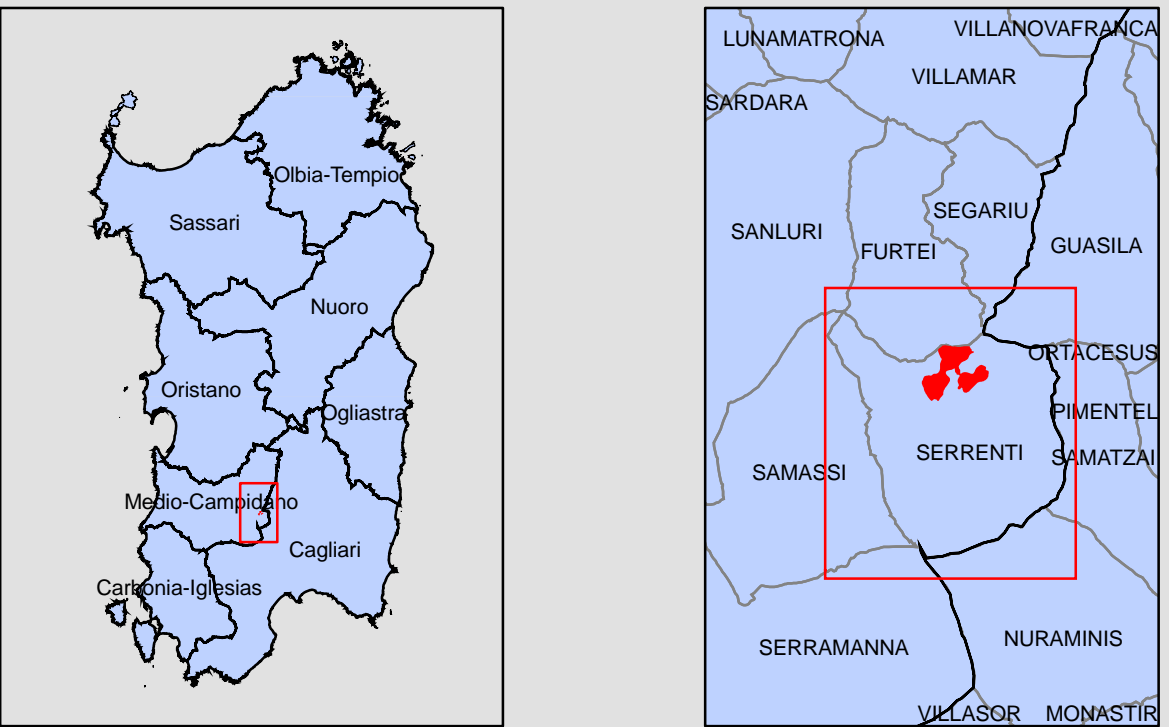 Olbia-Tempio
Sassari
Nuoro
Oristano
Ogliastra
Medio-Campidano
Cagliari
Carbonia-Iglesias
VILLANOVAFRANCA
LUNAMATRONA
VILLAMAR
SARDARA
SEGARIU
SANLURI
GUASILA
FURTEI
ORTACESUS
PIMENTEL
SERRENTI
SAMATZAI
SAMASSI
NURAMINIS
SERRAMANNA
VILLASOR
MONASTIR